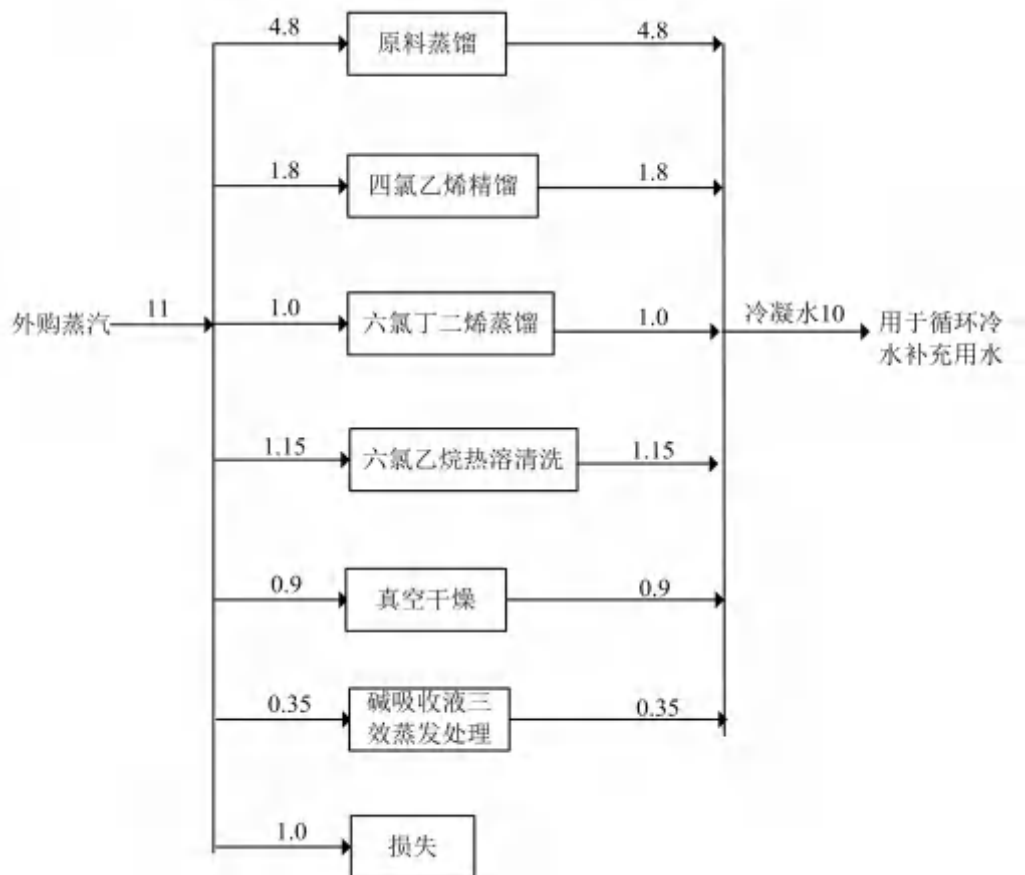 4.8
原料蒸馏
4.8
1.8
四氯乙烯精馏
1.8
外购蒸汽
11
1.0
六氯丁二烯蒸馏
1.0
冷凝水10
用于循环冷
水补充用水
1.15
六氯乙烷热溶清洗
1.15
0.9
真空干燥
0.9
0.35
碱吸收液三
效蒸发处理
0.35
1.0
损失